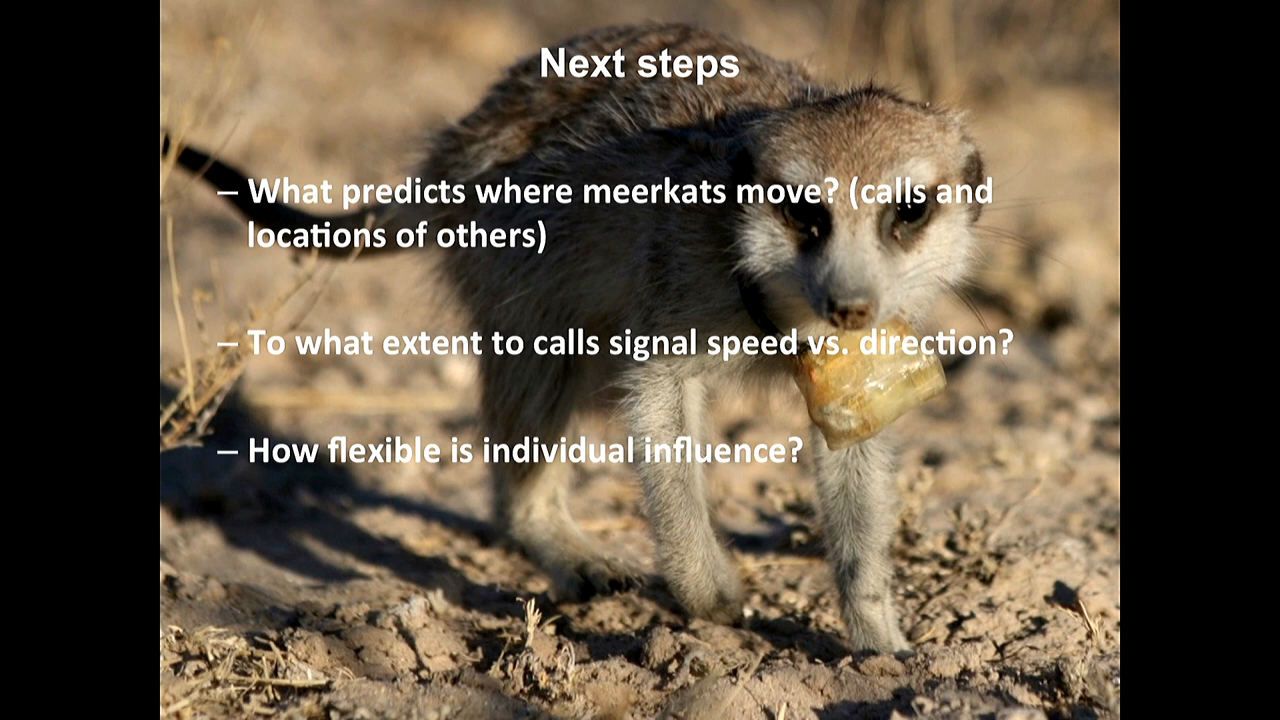 Next steps
– What predicts where meerkats move? (calls and
locations of others)
– To what extent to calls signal speed vs. direction?
– How flexible is individual influence?